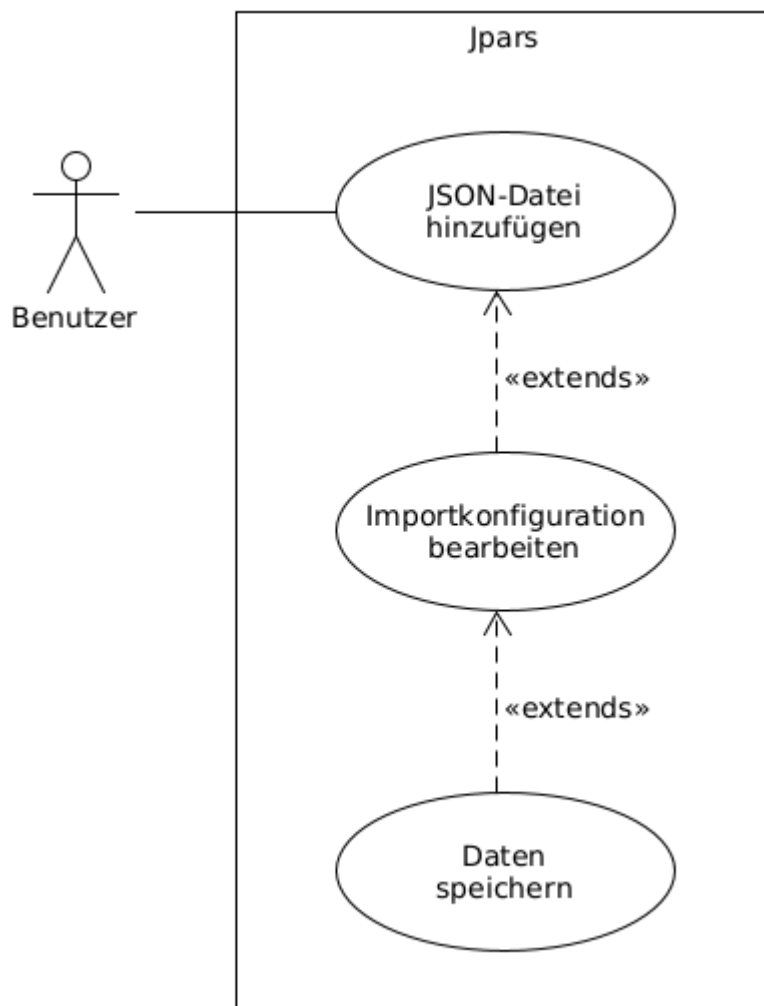 Jpars
JSON-Datei
hinzufügen
Benutzer
«extends»
Importkonfiguration
bearbeiten
«extends»
Daten
speichern